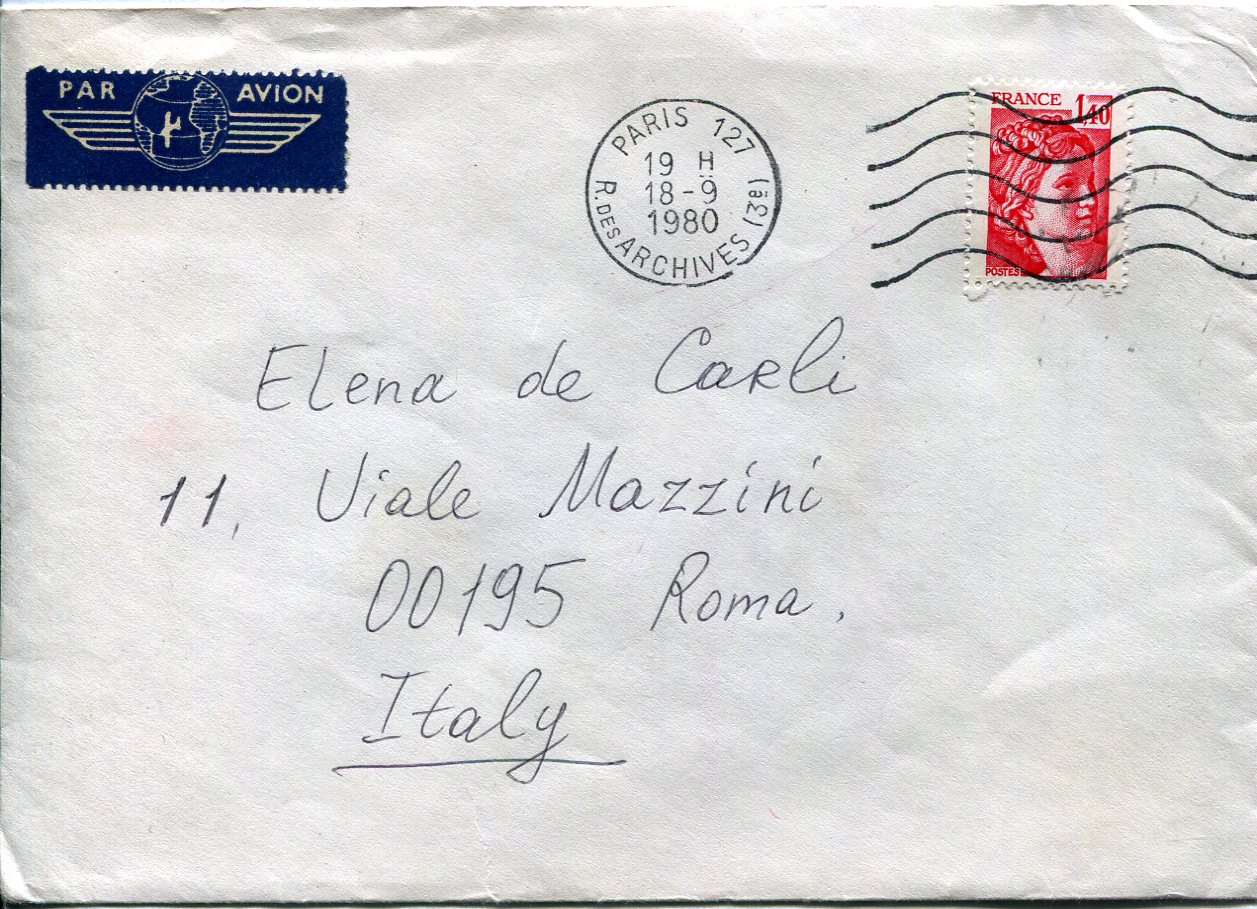 PAR AVION
PARIS 127
19 H
18-9
1980
R. DES ARCHIVES (3è)
FRANCE 1,40
POSTES
Elena de Carli
11, Viale Mazzini
00195 Roma.
Italy